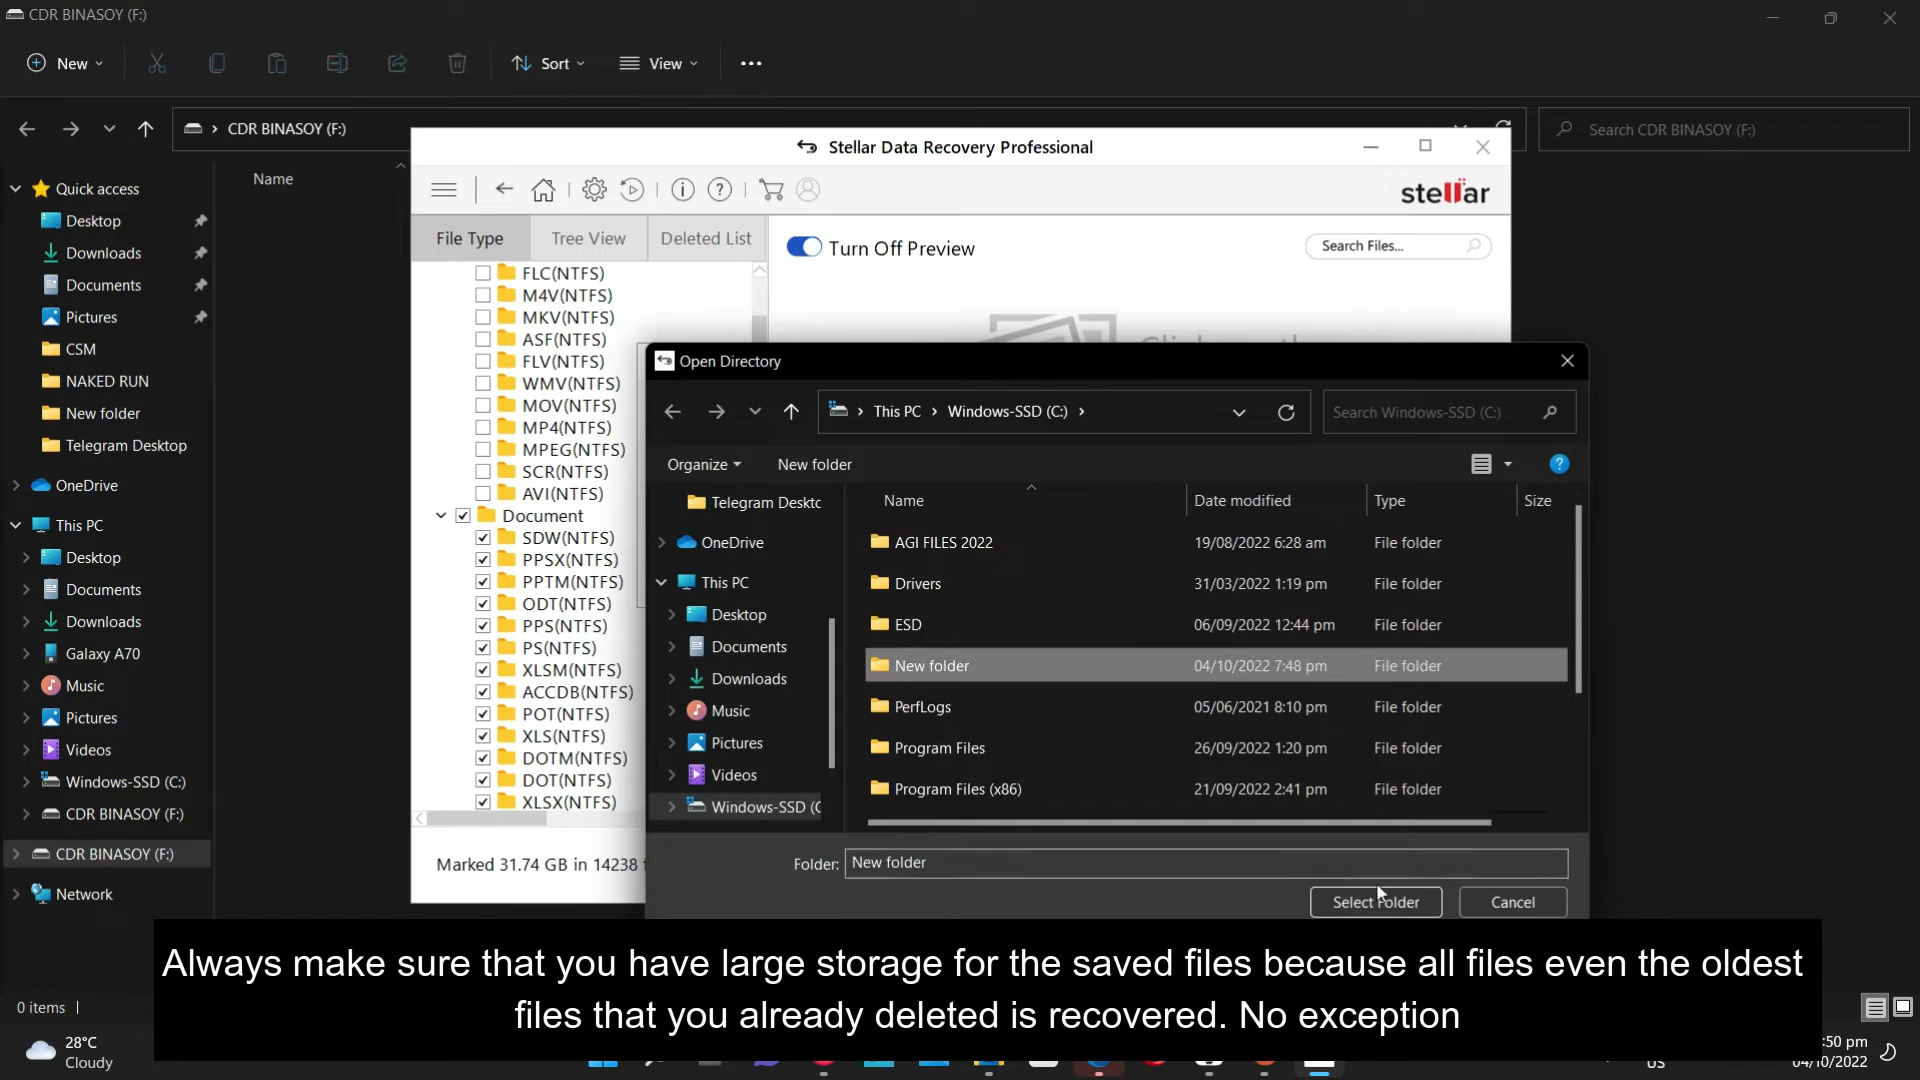 CDR BINASOY (F:)
New
Sort
View
CDR BINASOY (F:)
Search CDR BINASOY (F:)
Name
Quick access
Desktop
Downloads
Documents
Pictures
CSM
NAKED RUN
New folder
Telegram Desktop
OneDrive
This PC
Desktop
Documents
Downloads
Galaxy A70
Music
Pictures
Videos
Windows-SSD (C:)
CDR BINASOY (F:)
CDR BINASOY (F:)
Network
0 items
28°C
Cloudy
Stellar Data Recovery Professional
stellar
File Type
Tree View
Deleted List
Turn Off Preview
Search Files...
FLC(NTFS)
M4V(NTFS)
MKV(NTFS)
ASF(NTFS)
FLV(NTFS)
WMV(NTFS)
MOV(NTFS)
MP4(NTFS)
MPEG(NTFS)
SCR(NTFS)
AVI(NTFS)
Document
SDW(NTFS)
PPSX(NTFS)
PPTM(NTFS)
ODT(NTFS)
PPS(NTFS)
PS(NTFS)
XLSM(NTFS)
ACCDB(NTFS)
POT(NTFS)
XLS(NTFS)
DOTM(NTFS)
DOT(NTFS)
XLSX(NTFS)
Marked 31.74 GB in 14238
Open Directory
This PC > Windows-SSD (C:) >
Search Windows-SSD (C:)
Organize
New folder
Telegram Deskto
OneDrive
This PC
Desktop
Documents
Downloads
Music
Pictures
Videos
Windows-SSD (C
Name Date modified Type Size
AGI FILES 2022 19/08/2022 6:28 am File folder
Drivers 31/03/2022 1:19 pm File folder
ESD 06/09/2022 12:44 pm File folder
New folder 04/10/2022 7:48 pm File folder
PerfLogs 05/06/2021 8:10 pm File folder
Program Files 26/09/2022 1:20 pm File folder
Program Files (x86) 21/09/2022 2:41 pm File folder
Folder: New folder
Select Folder
Cancel
Always make sure that you have large storage for the saved files because all files even the oldest
files that you already deleted is recovered. No exception
US
:50 pm
04/10/2022